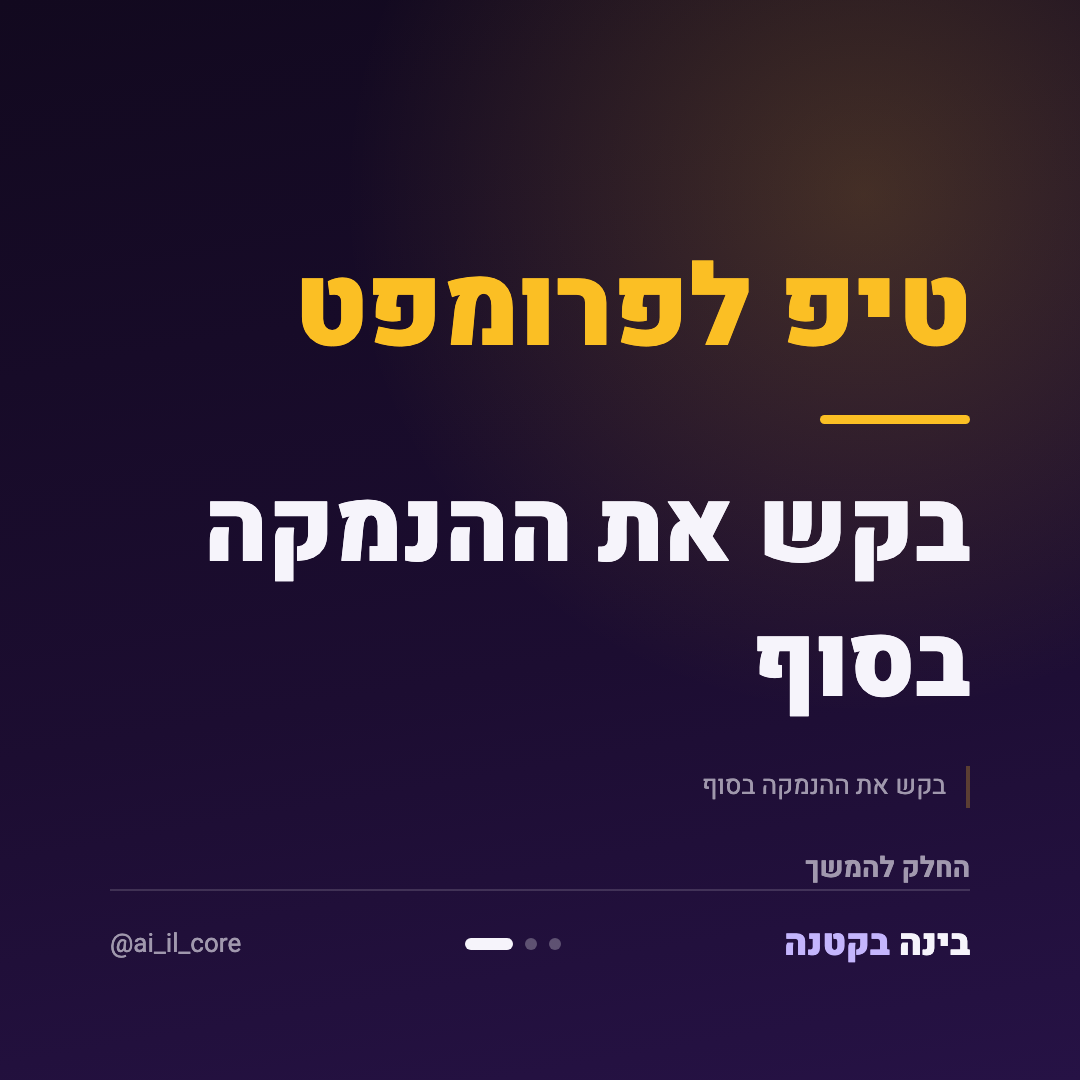 טיפ לפרומפט
בקש את ההנמקה
בסוף
בקש את ההנמקה בסוף
החלק להמשך
בינה בקטנה
@ai_il_core